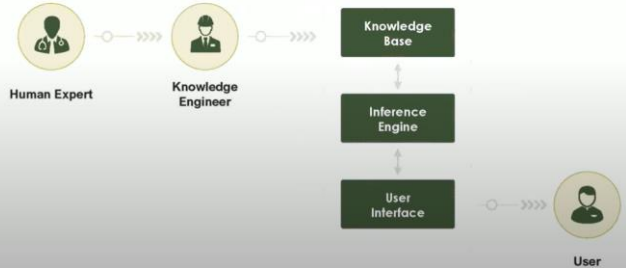 Human Expert
Knowledge
Engineer
Knowledge
Base
Inference
Engine
User
Interface
User